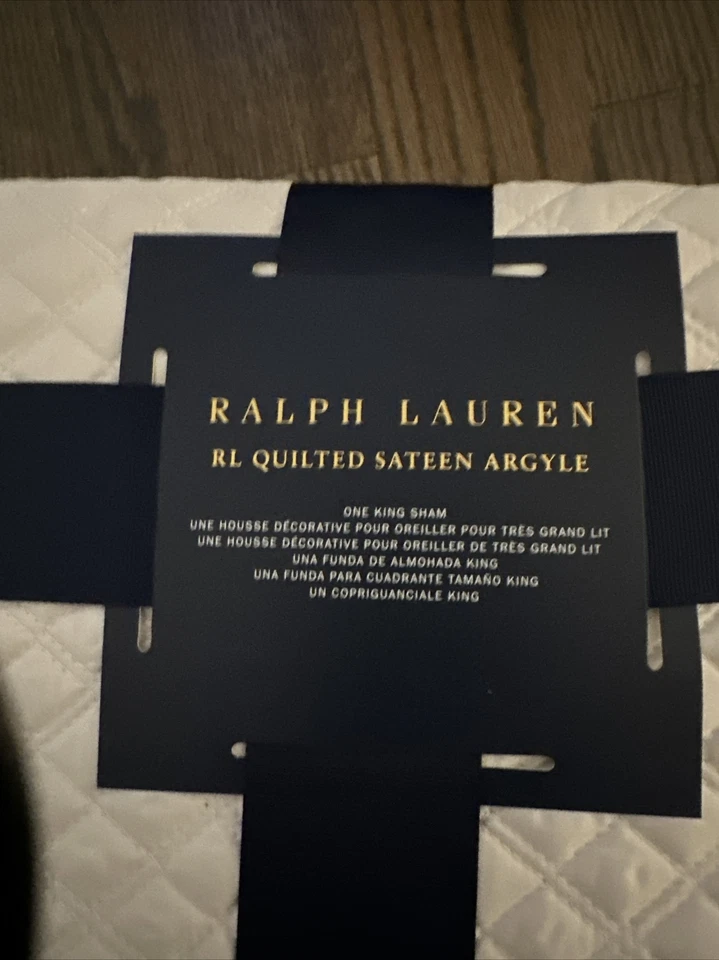 RALPH LAUREN
RL QUILTED SATEEN ARGYLE
ONE KING SHAM
UNE HOUSSE DÉCORATIVE POUR OREILLER POUR TRÈS GRAND LIT
UNE HOUSSE DÉCORATIVE POUR OREILLER DE TRÈS GRAND LIT
UNA FUNDA DE ALMOHADA KING
UNA FUNDA PARA CUADRANTE TAMAÑO KING
UN COPRIGUANCIALE KING